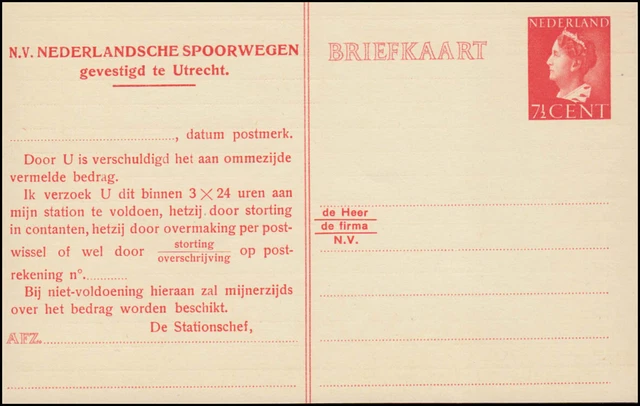 N.V. NEDERLANDSCHE SPOORWEGEN
gevestigd te Utrecht.
, datum postmerk.
Door U is verschuldigd het aan ommezijde
vermelde bedrag.
Ik verzoek U dit binnen 3 × 24 uren aan
mijn station te voldoen, hetzij door storting
in contanten, hetzij door overmaking per post-
wissel of wel door storting
overschrijving op post-
rekening n°.
Bij niet-voldoening hieraan zal mijnerzijds
over het bedrag worden beschikt.
De Stationschef,
AFZ.
BRIEFKAART
NEDERLAND
7½ CENT
de Heer
de firma
N.V.